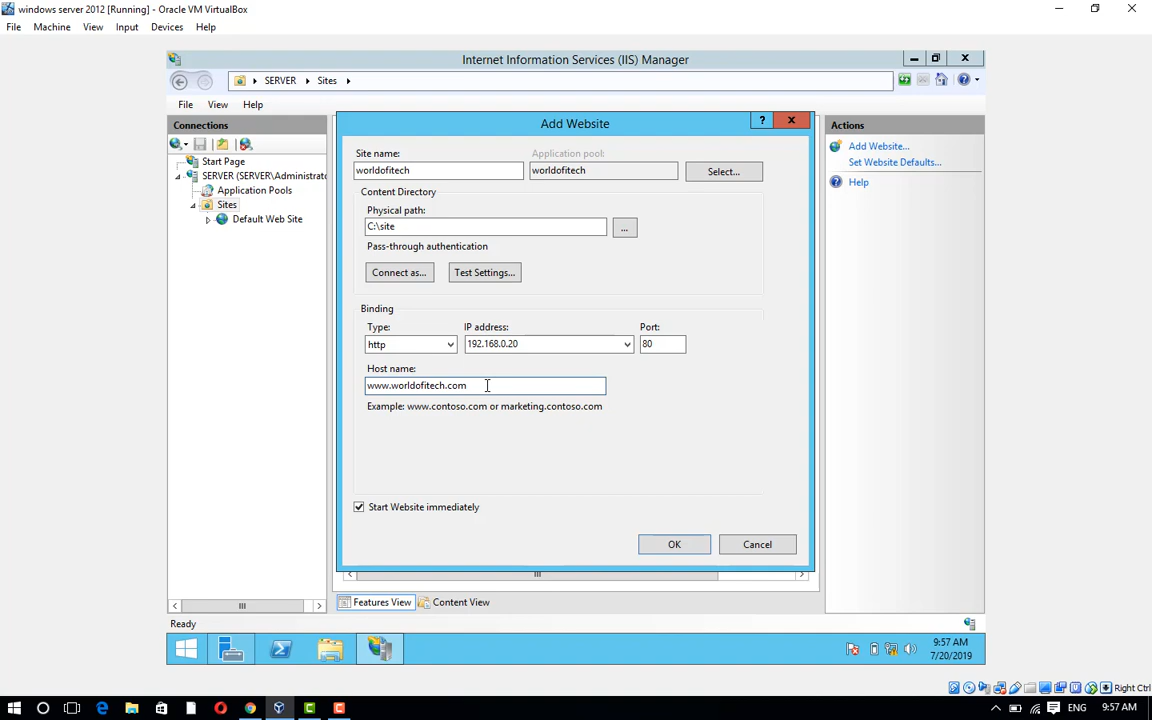 windows server 2012 [Running] - Oracle VM VirtualBox
File Machine View Input Devices Help
Internet Information Services (IIS) Manager
SERVER Sites
File View Help
Connections
Start Page
SERVER (SERVER\Administrato
Application Pools
Sites
Default Web Site
Add Website
Site name:
Application pool:
worldofitech
worldofitech
Select...
Content Directory
Physical path:
C:\site
...
Pass-through authentication
Connect as...
Test Settings...
Binding
Type:
IP address:
Port:
http
192.168.0.20
80
Host name:
www.worldofitech.com
Example: www.contoso.com or marketing.contoso.com
Start Website immediately
OK
Cancel
Actions
Add Website...
Set Website Defaults...
Help
Features View
Content View
Ready
9:57 AM
7/20/2019
Right Ctrl
ENG
9:57 AM